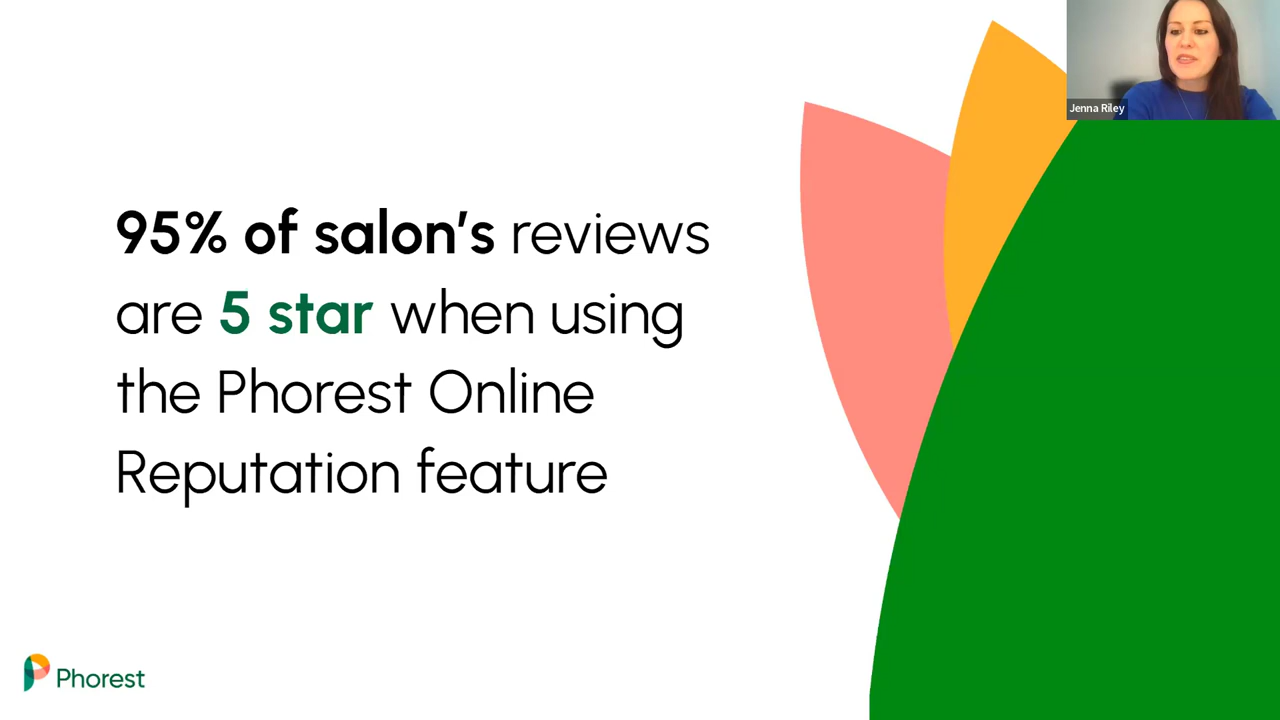 Jenna Riley
95% of salon’s reviews
are 5 star when using
the Phorest Online
Reputation feature
Phorest